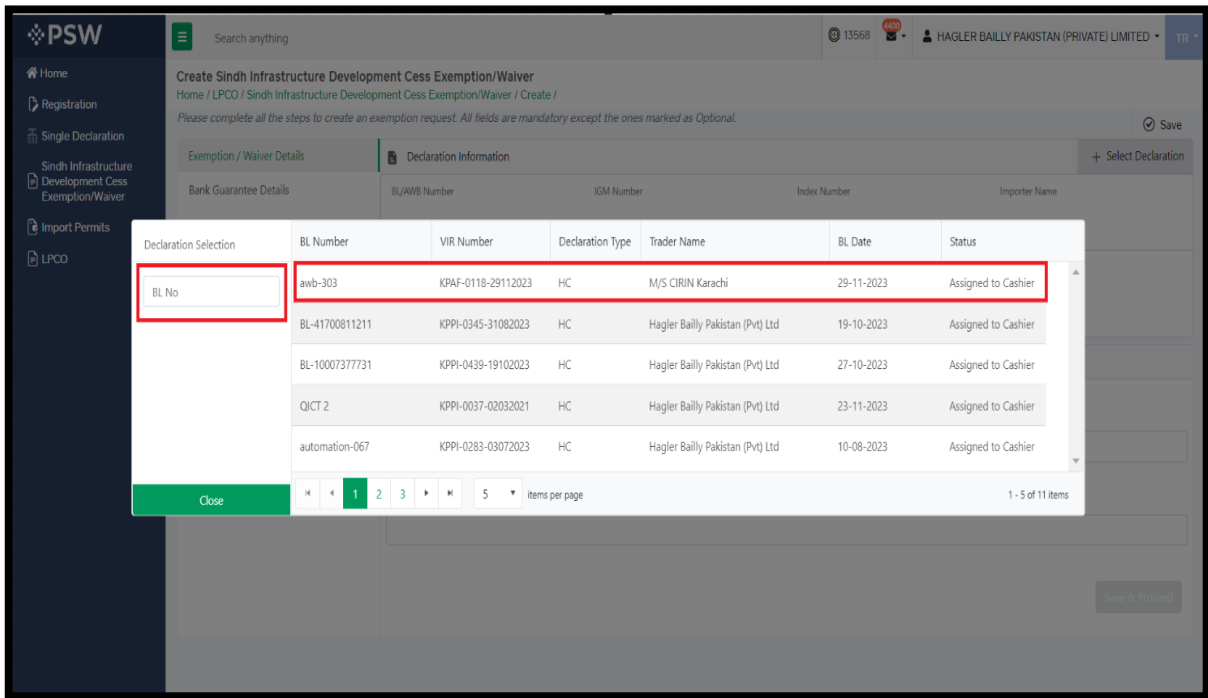 PSW
Search anything
13568
4400
HAGLER BAILLY PAKISTAN (PRIVATE) LIMITED
TR
Home
Registration
Single Declaration
Sindh Infrastructure
Development Cess
Exemption/Waiver
Import Permits
LPCO
Create Sindh Infrastructure Development Cess Exemption/Waiver
Home / LPCO / Sindh Infrastructure Development Cess Exemption/Waiver / Create /
Please complete all the steps to create an exemption request. All fields are mandatory except the ones marked as Optional.
Save
Exemption / Waiver Details
Declaration Information
+ Select Declaration
Bank Guarantee Details
BL/AWB Number IGM Number Index Number Importer Name
Declaration Selection
BL No
Close
BL Number VIR Number Declaration Type Trader Name BL Date Status
awb-303 KPAF-0118-29112023 HC M/S CIRIN Karachi 29-11-2023 Assigned to Cashier
BL-41700811211 KPPI-0345-31082023 HC Hagler Bailly Pakistan (Pvt) Ltd 19-10-2023 Assigned to Cashier
BL-10007377731 KPPI-0439-19102023 HC Hagler Bailly Pakistan (Pvt) Ltd 27-10-2023 Assigned to Cashier
QICT 2 KPPI-0037-02032021 HC Hagler Bailly Pakistan (Pvt) Ltd 23-11-2023 Assigned to Cashier
automation-067 KPPI-0283-03072023 HC Hagler Bailly Pakistan (Pvt) Ltd 10-08-2023 Assigned to Cashier
1 2 3 5 items per page 1 - 5 of 11 items
Save & Proceed